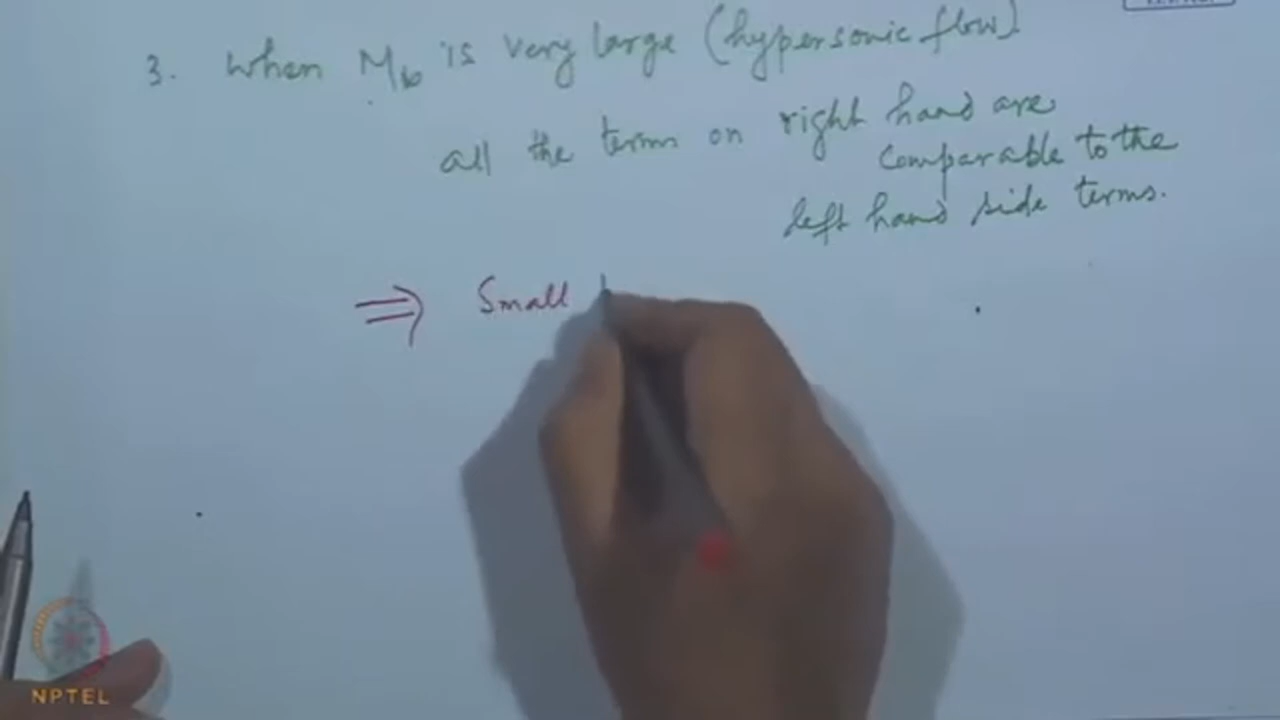 3. When M∞ is very large (hypersonic flow)
all the terms on right hand are
comparable to the
left hand side terms.
⇒ Small
NPTEL